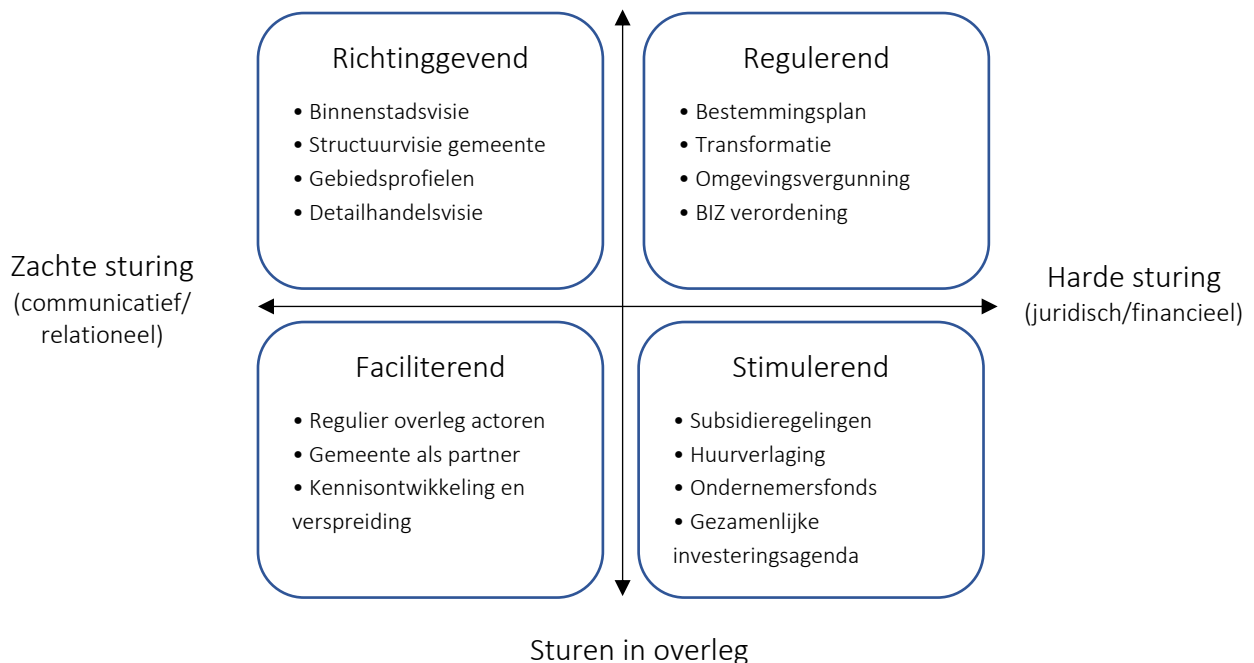 Richtinggevend
• Binnenstadsvisie
• Structuurvisie gemeente
• Gebiedsprofielen
• Detailhandelsvisie
Regulerend
• Bestemmingsplan
• Transformatie
• Omgevingsvergunning
• BIZ verordening
Zachte sturing
(communicatief/
relationeel)
Harde sturing
(juridisch/financieel)
Faciliterend
• Regulier overleg actoren
• Gemeente als partner
• Kennisontwikkeling en
verspreiding
Stimulerend
• Subsidieregelingen
• Huurverlaging
• Ondernemersfonds
• Gezamenlijke
investeringsagenda
Sturen in overleg